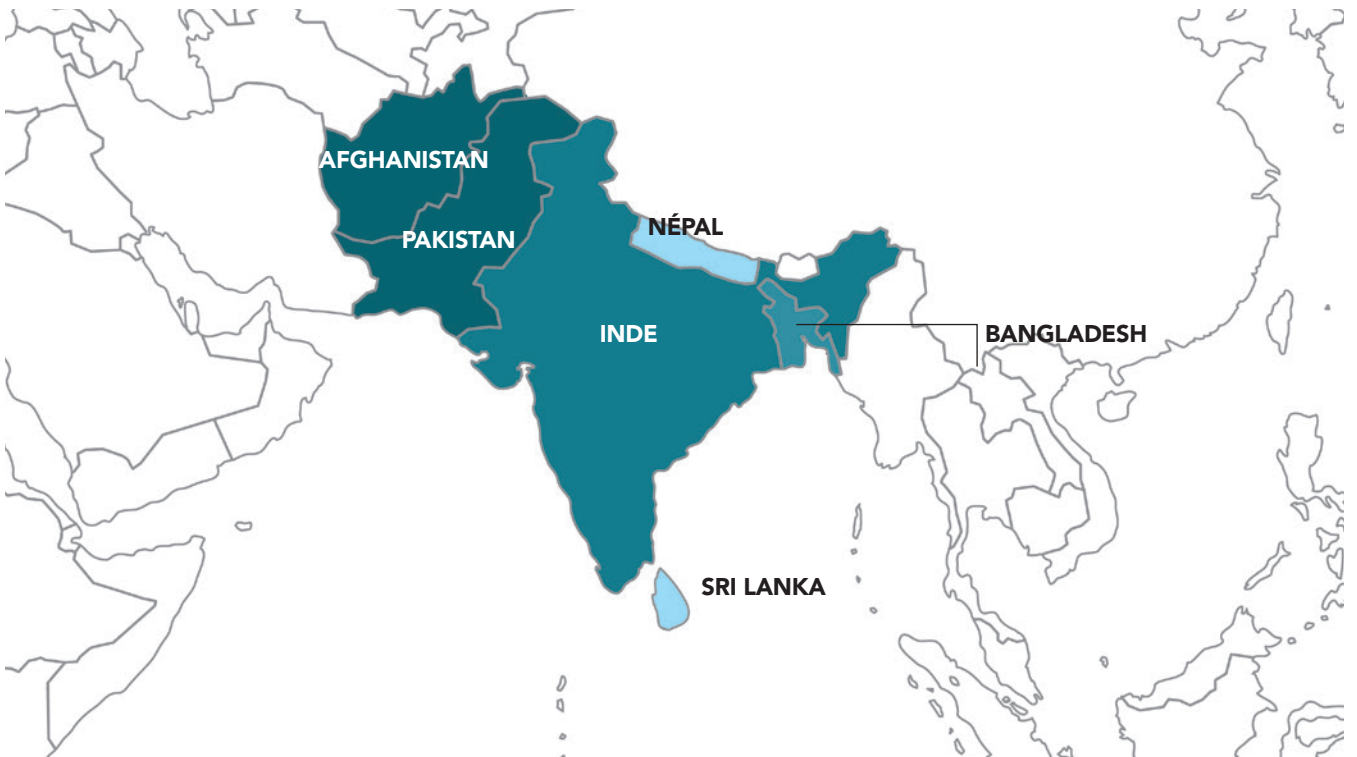 AFGHANISTAN
NÉPAL
PAKISTAN
INDE
BANGLADESH
SRI LANKA